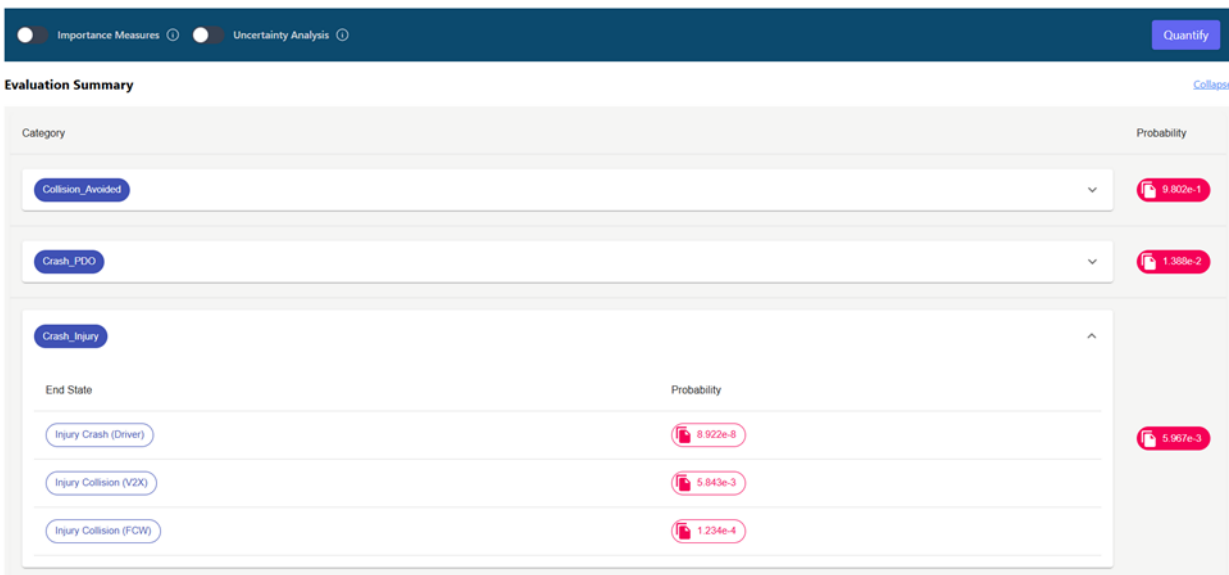 Importance Measures Uncertainty Analysis Quantify
Evaluation Summary Collapse
Category Probability
Collision_Avoided 9.802e-1
Crash_PDO 1.388e-2
Crash_Injury
End State Probability
Injury Crash (Driver) 8.922e-8
5.967e-3
Injury Collision (V2X) 5.843e-3
Injury Collision (FCW) 1.234e-4